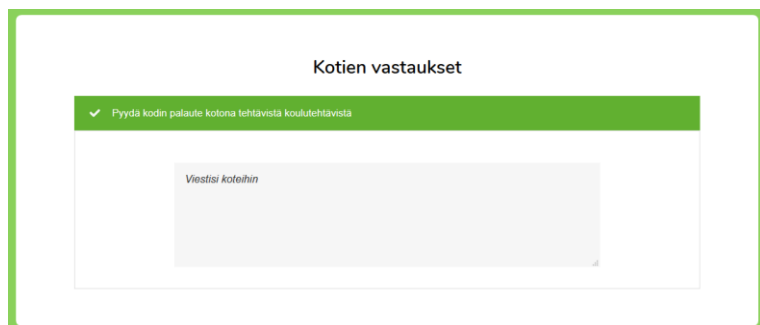 Kotien vastaukset
Pyydä kodin palaute kotona tehtävistä koulutehtävistä
Viestisi koteihin